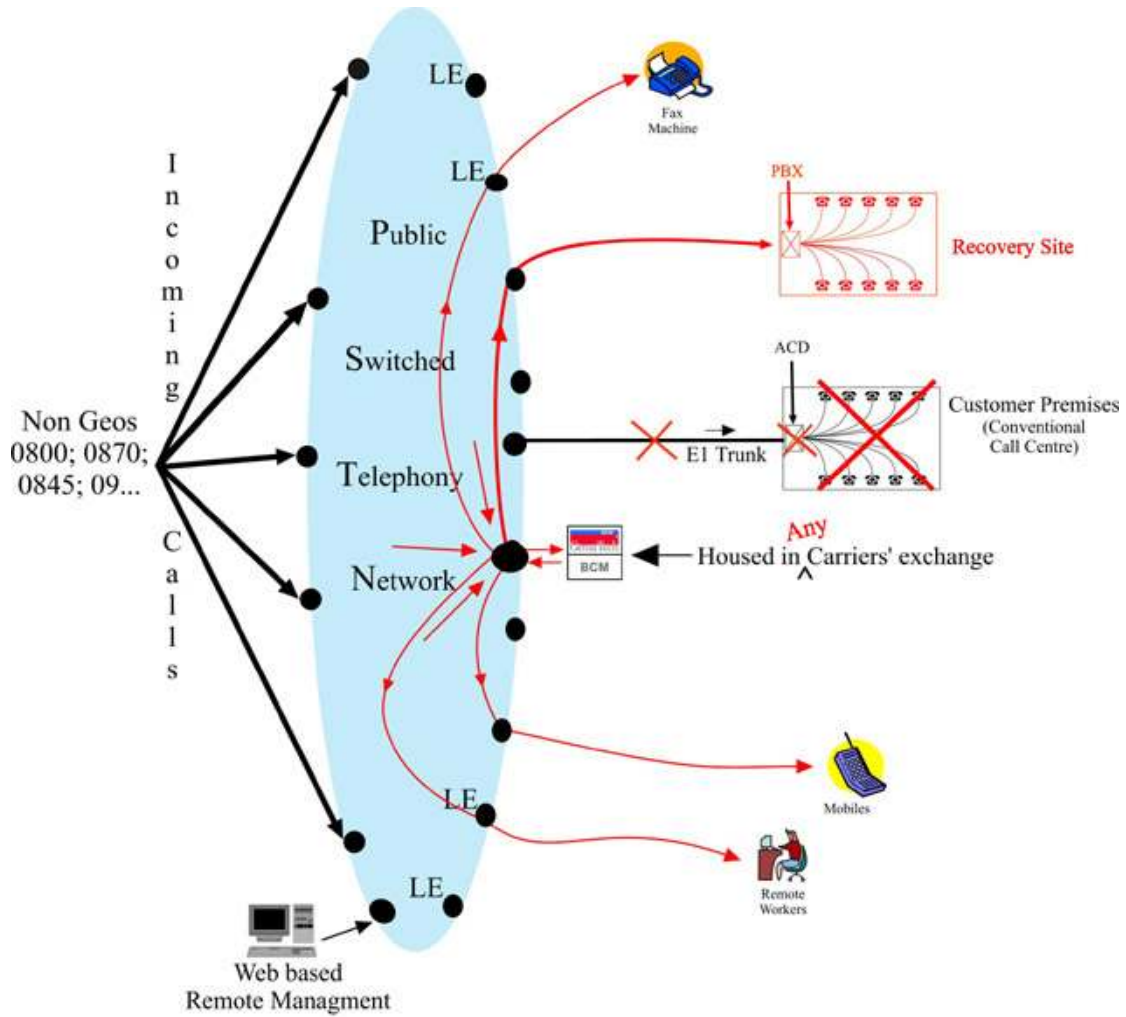 LE
Fax
Machine
LE
PBX
Recovery Site
Incoming
Public
Switched
ACD
Customer Premises
(Conventional
Call Centre)
E1 Trunk
Non Geos
0800; 0870;
0845; 09...
Telephony
Any
Housed in ^ Carriers' exchange
BCM
Network
Calls
Mobiles
LE
Remote
Workers
LE
Web based
Remote Managment